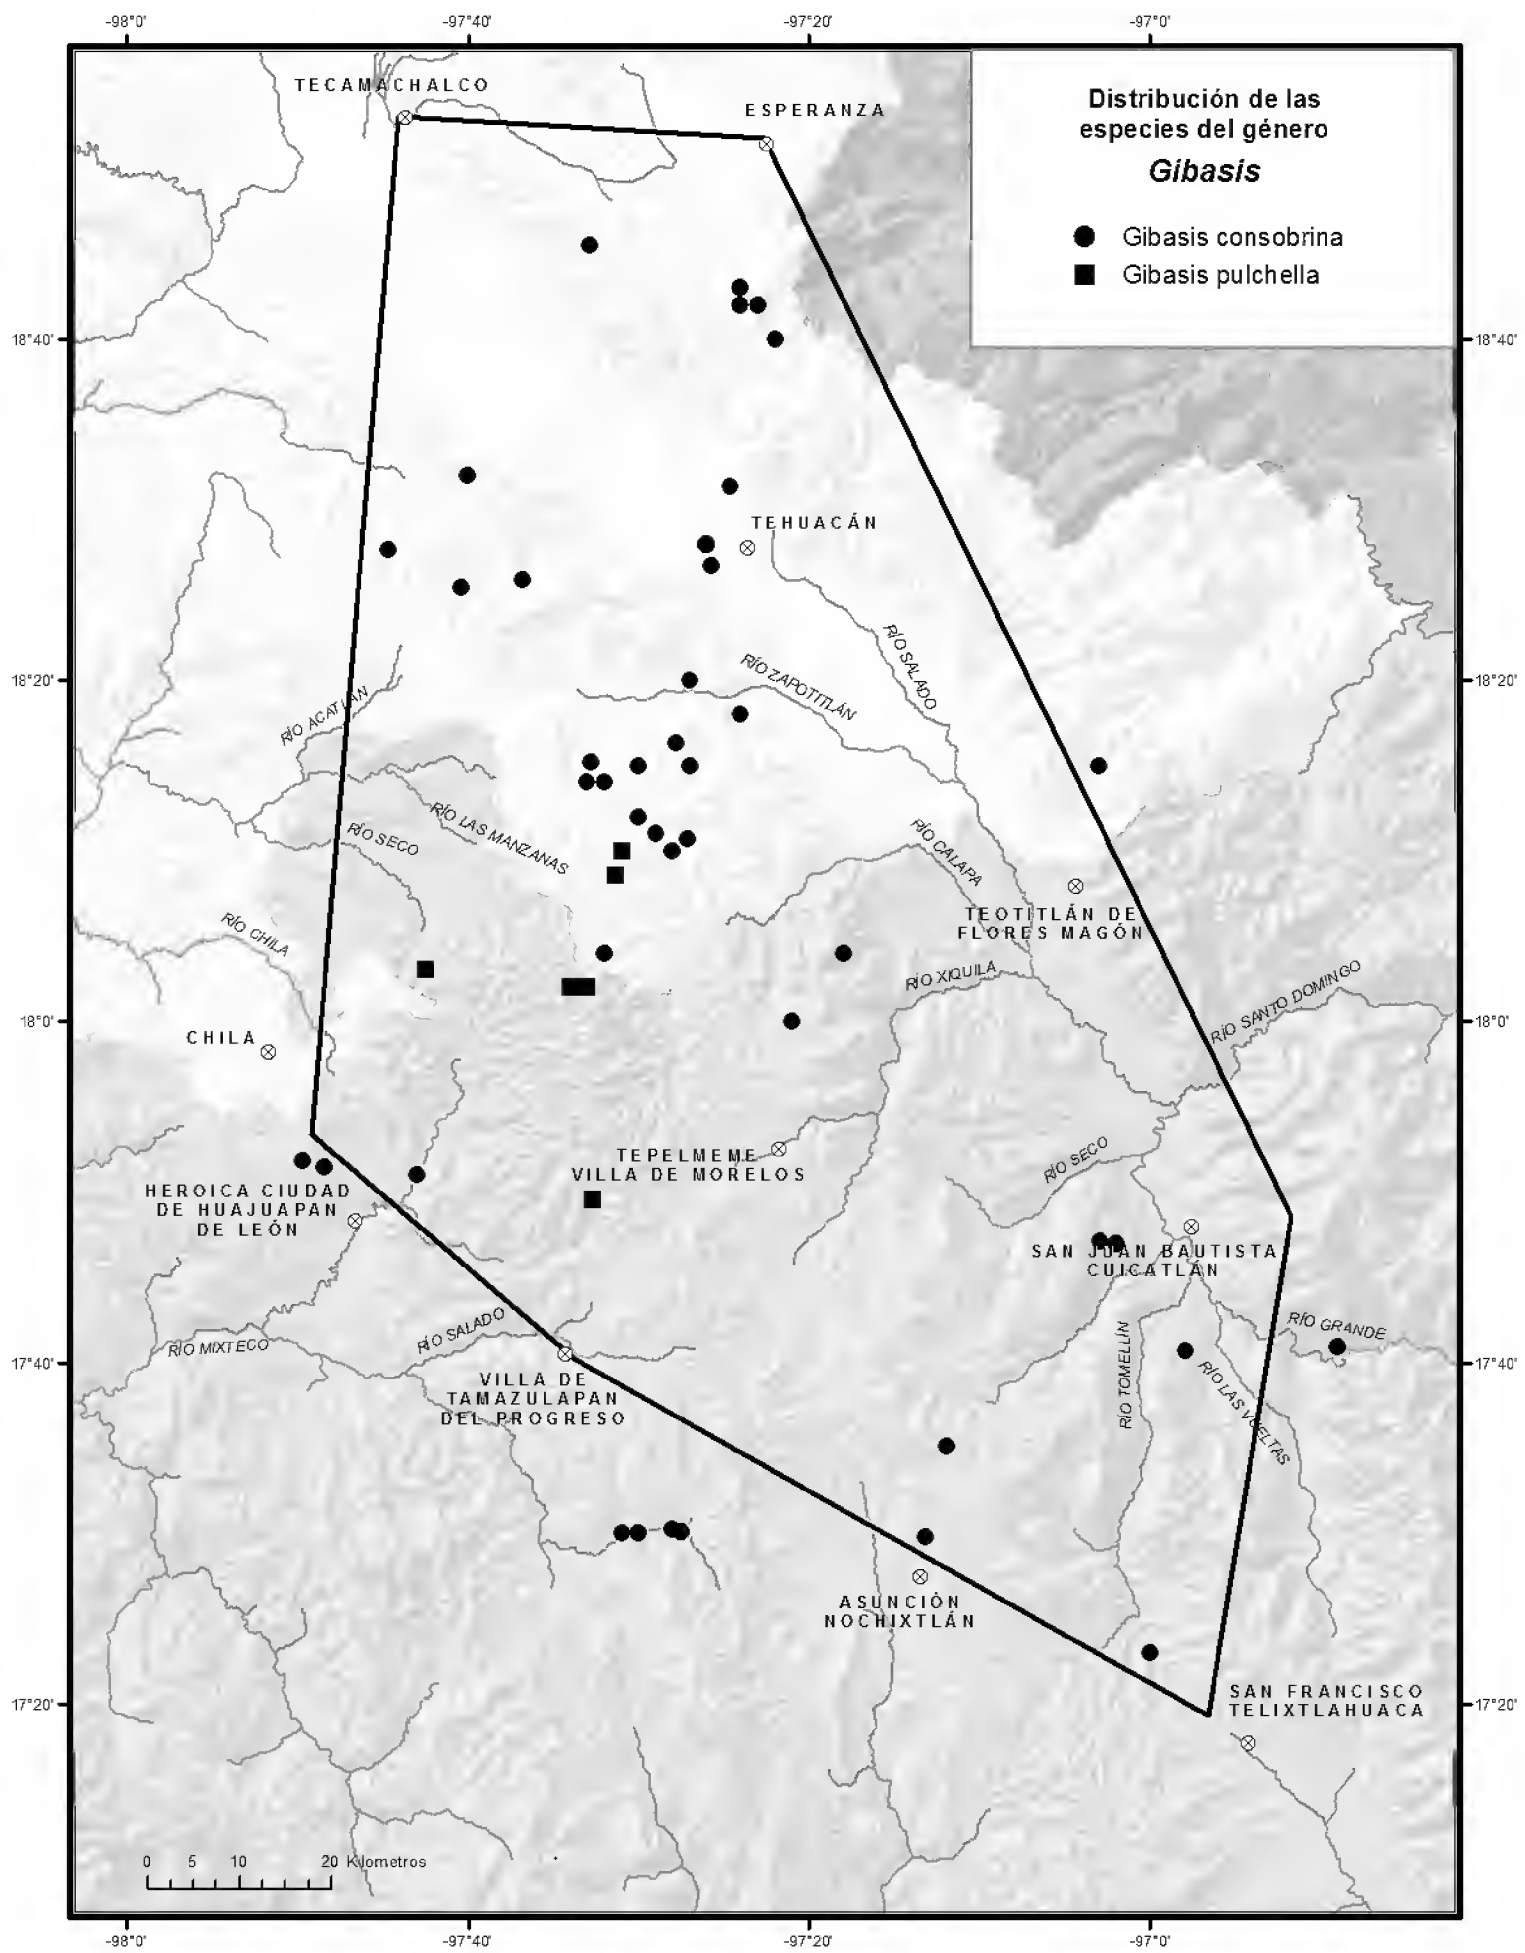 -98°0'
-97°40'
-97°20'
-97°0'
TECAMACHALCO
ESPERANZA
Distribución de las
especies del género
Gibasis
Gibasis consobrina
Gibasis pulchella
18°40'
18°40'
TEHUACÁN
RÍO SALADO
18°20'
18°20'
RÍO ZAPOTITLÁN
RÍO ACATLÁN
RÍO LAS MANZANAS
RÍO SECO
RÍO CALAPA
TEOTITLÁN DE
FLORES MAGÓN
RÍO CHILA
RÍO XIQUILA
RÍO SANTO DOMINGO
18°0'
18°0'
CHILA
TEPELMEME
VILLA DE MORELOS
RÍO SECO
HEROICA CIUDAD
DE HUAJUAPAN
DE LEÓN
SAN JUAN BAUTISTA
CUICATLÁN
RÍO SALADO
RÍO MIXTECO
RÍO GRANDE
17°40'
17°40'
RÍO TOMELLÍN
RÍO LAS VUELTAS
VILLA DE
TAMAZULAPAN
DEL PROGRESO
ASUNCIÓN
NOCHIXTLÁN
SAN FRANCISCO
TELIXTLAHUACA
17°20'
17°20'
0 5 10 20 Kilometros
-98°0'
-97°40'
-97°20'
-97°0'